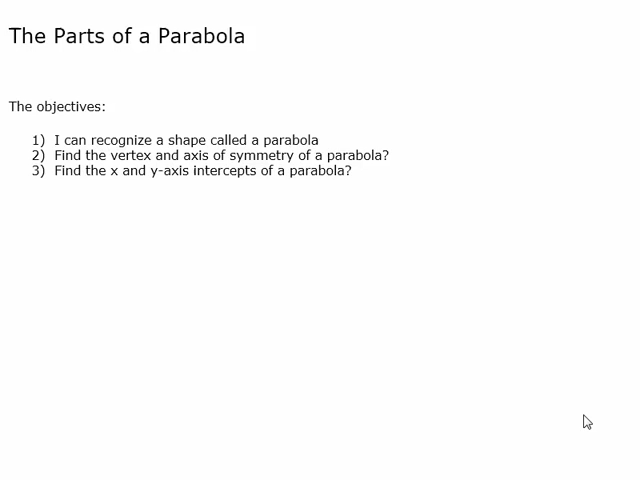 The Parts of a Parabola
The objectives:
1) I can recognize a shape called a parabola
2) Find the vertex and axis of symmetry of a parabola?
3) Find the x and y-axis intercepts of a parabola?